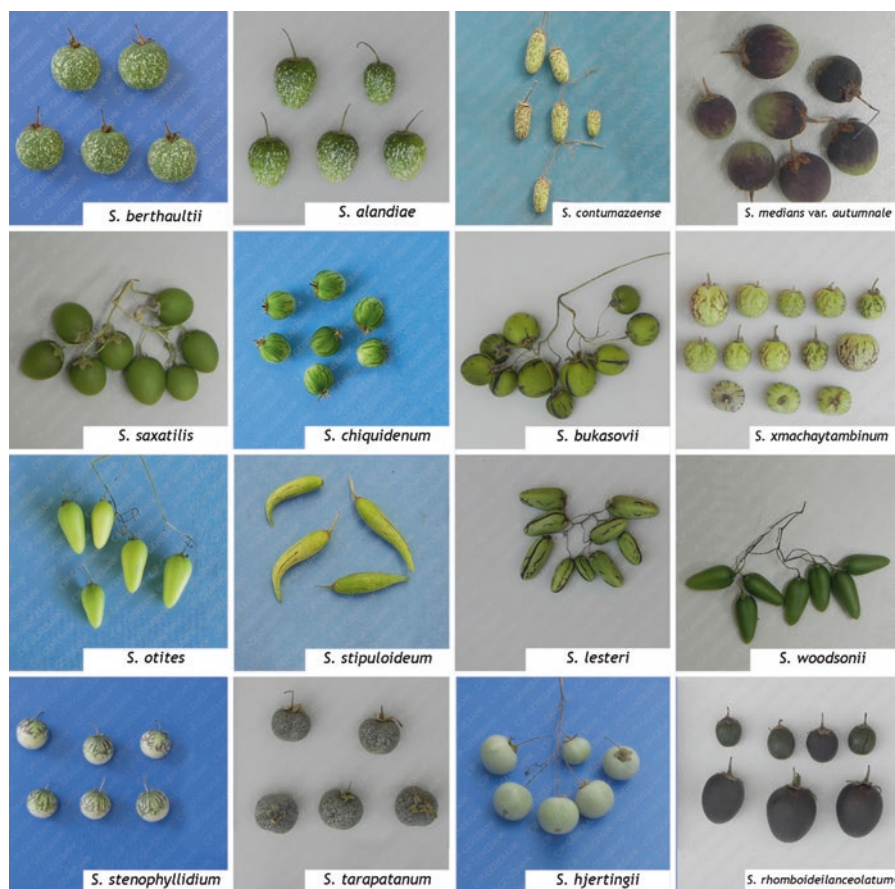 S. berthaultii
S. alandiae
S. contumazaense
S. medians var. autumnale
S. saxatilis
S. chiquidenum
S. bukasovii
S. xmachaytambinum
S. otites
S. stipuloideum
S. lesteri
S. woodsonii
S. stenophyllidium
S. tarapatanum
S. hjertingii
S. rhomboideilanceolatum